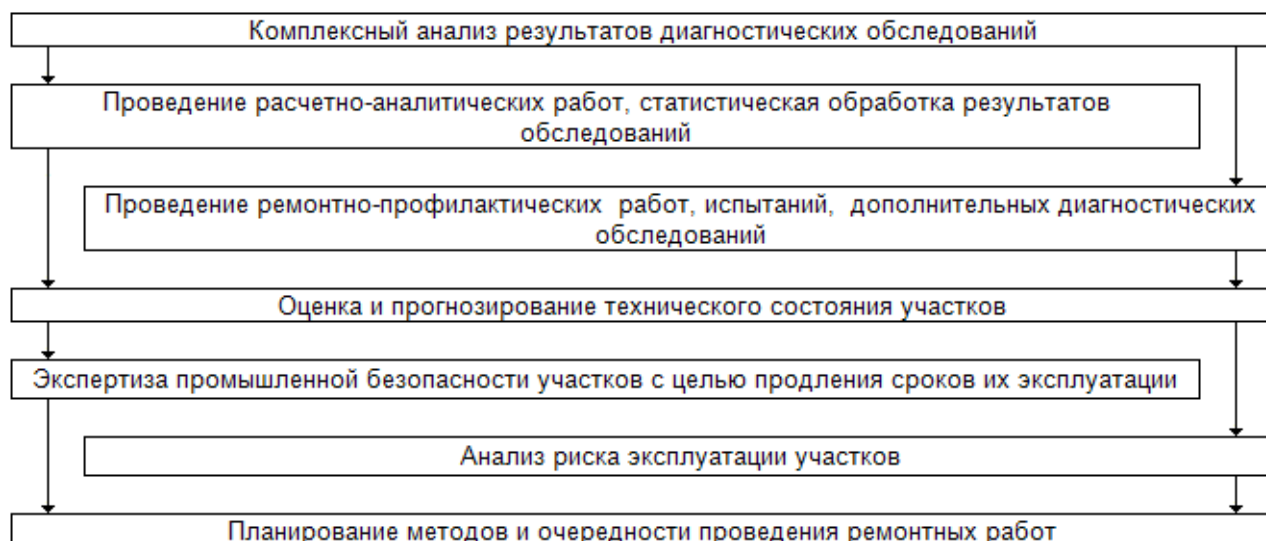 Комплексный анализ результатов диагностических обследований
Проведение расчетно-аналитических работ, статистическая обработка результатов
обследований
Проведение ремонтно-профилактических работ, испытаний, дополнительных диагностических
обследований
Оценка и прогнозирование технического состояния участков
Экспертиза промышленной безопасности участков с целью продления сроков их эксплуатации
Анализ риска эксплуатации участков
Планирование методов и очередности проведения ремонтных работ